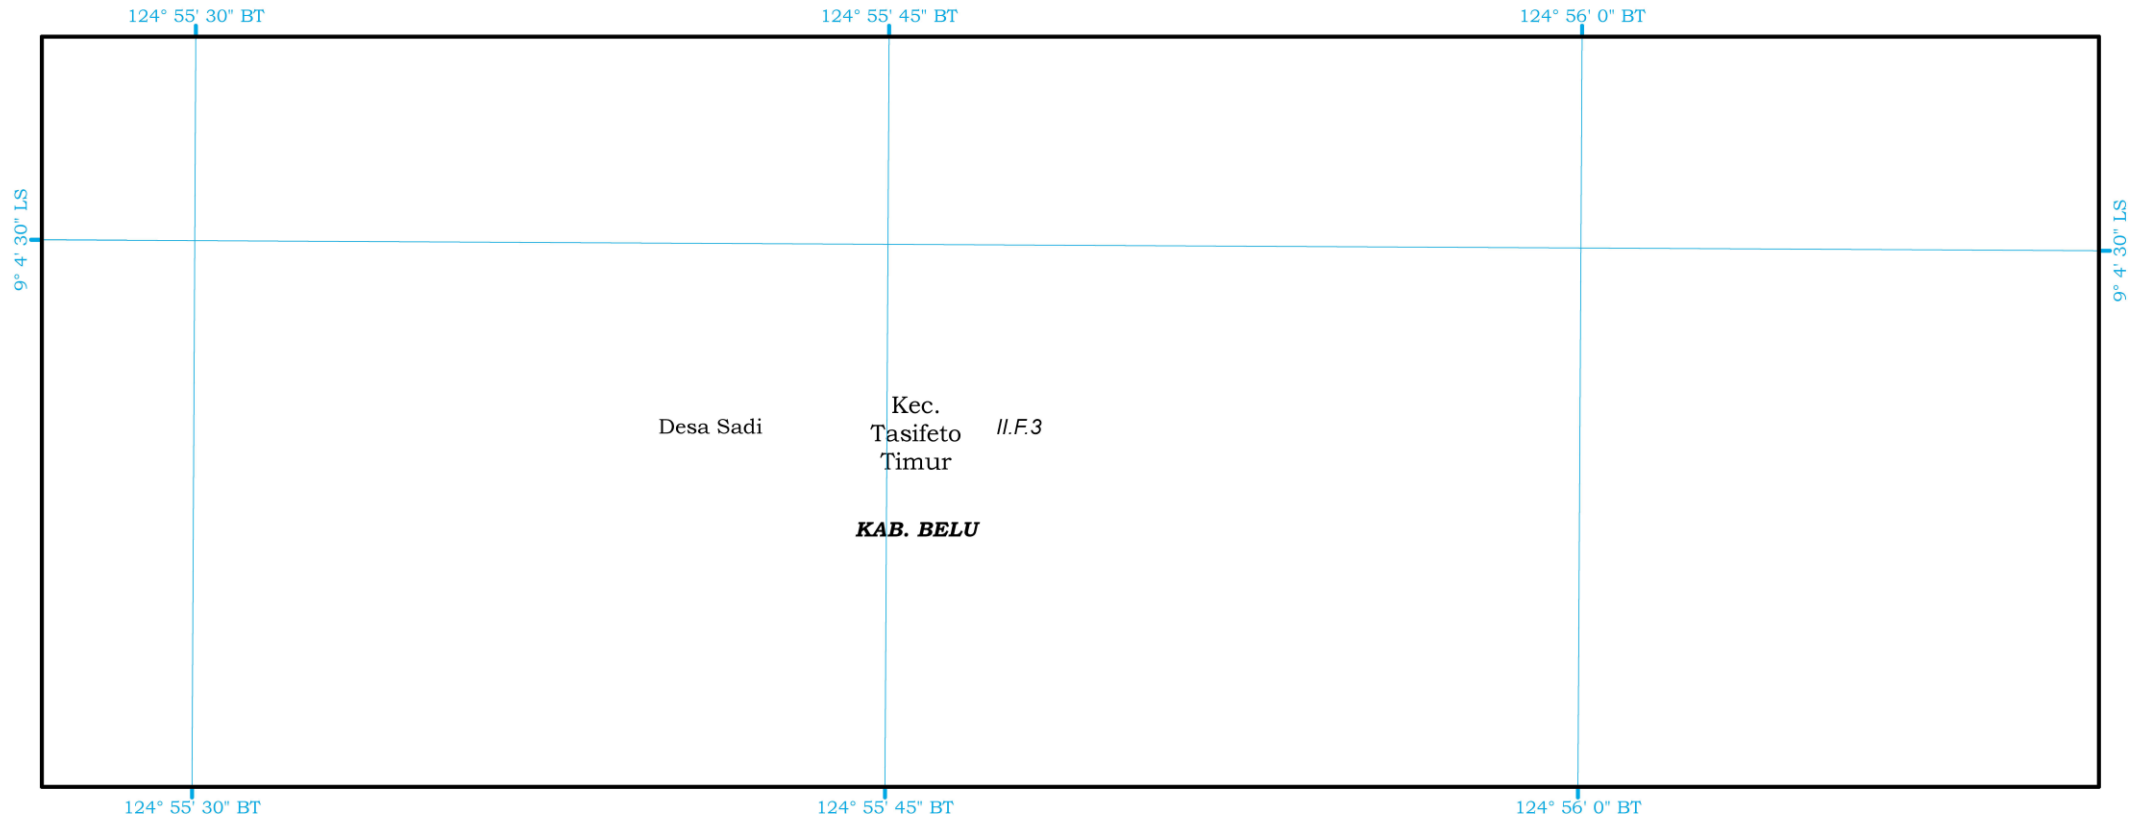 124° 55' 30" BT
124° 55' 45" BT
124° 56' 0" BT
9° 4' 30" LS
9° 4' 30" LS
Desa Sadi
Kec.
Tasifeto
Timur
II.F.3
KAB. BELU
124° 55' 30" BT
124° 55' 45" BT
124° 56' 0" BT